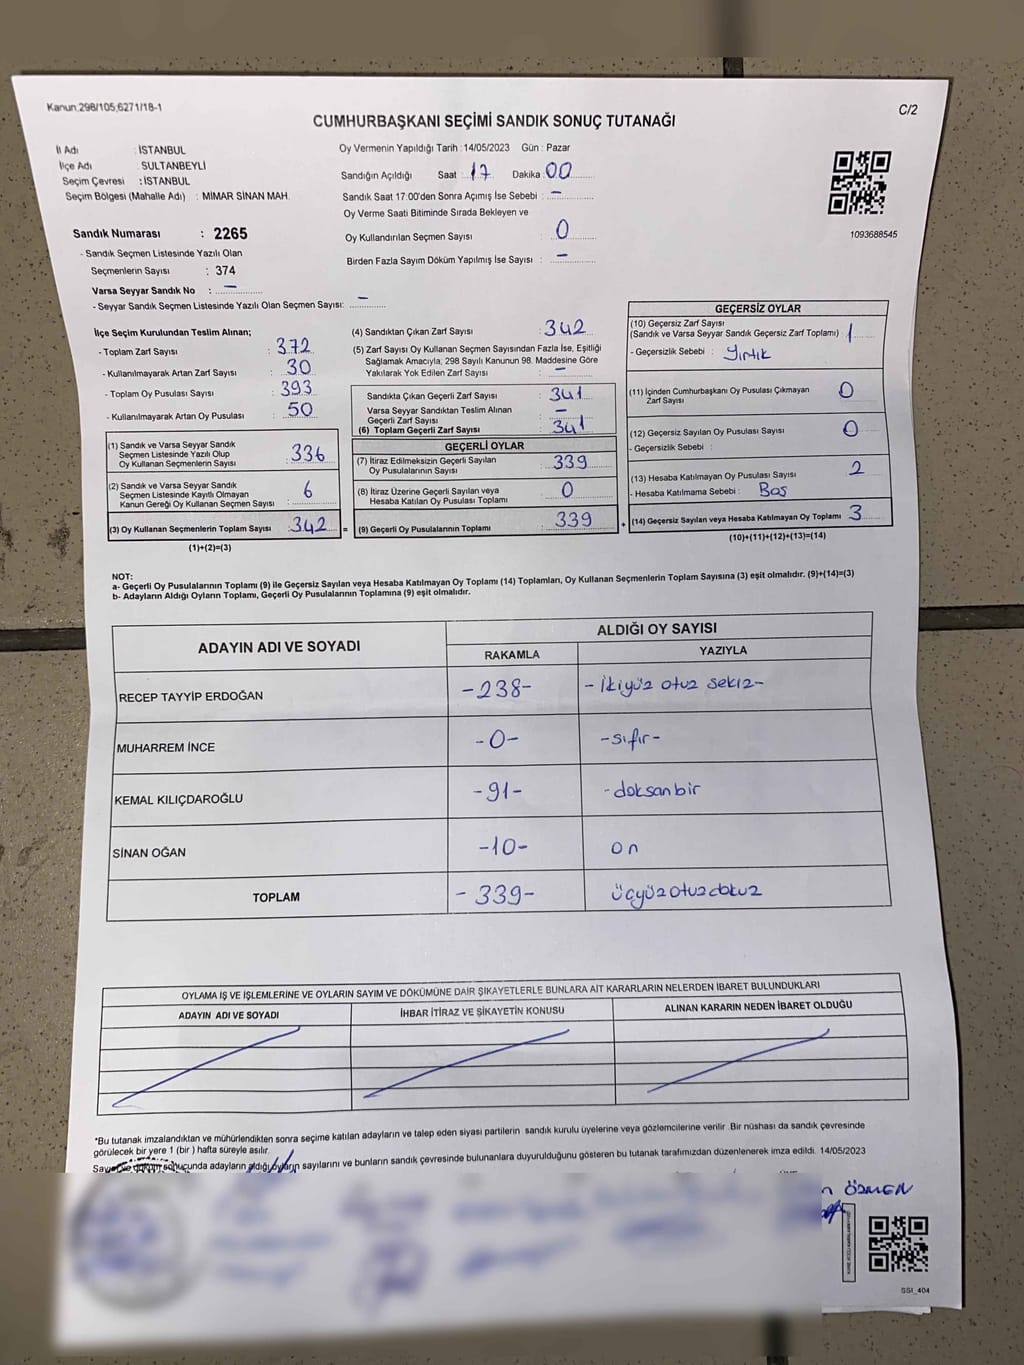 Kanun:298/105,6271/18-1
C/2
CUMHURBAŞKANI SEÇİMİ SANDIK SONUÇ TUTANAĞI
İl Adı : İSTANBUL
İlçe Adı : SULTANBEYLİ
Seçim Çevresi : İSTANBUL
Seçim Bölgesi (Mahalle Adı) : MİMAR SİNAN MAH.
Sandık Numarası : 2265
- Sandık Seçmen Listesinde Yazılı Olan
Seçmenlerin Sayısı : 374
Varsa Seyyar Sandık No : –
- Seyyar Sandık Seçmen Listesinde Yazılı Olan Seçmen Sayısı: –
Oy Vermenin Yapıldığı Tarih :14/05/2023 Gün : Pazar
Sandığın Açıldığı Saat : 17 Dakika : 00
Sandık Saat 17:00'den Sonra Açımış İse Sebebi : –
Oy Verme Saati Bitiminde Sırada Bekleyen ve
Oy Kullandırılan Seçmen Sayısı : 0
Birden Fazla Sayım Döküm Yapılmış İse Sayısı : –
1093688545
İlçe Seçim Kurulundan Teslim Alınan;
- Toplam Zarf Sayısı : 372
- Kullanılmayarak Artan Zarf Sayısı : 30
- Toplam Oy Pusulası Sayısı : 393
- Kullanılmayarak Artan Oy Pusulası : 50
(1) Sandık ve Varsa Seyyar Sandık
Seçmen Listesinde Yazılı Olup
Oy Kullanan Seçmenlerin Sayısı : 336
(2) Sandık ve Varsa Seyyar Sandık
Seçmen Listesinde Kayıtlı Olmayan
Kanun Gereği Oy Kullanan Seçmen Sayısı : 6
(3) Oy Kullanan Seçmenlerin Toplam Sayısı : 342 =
(1)+(2)=(3)
(4) Sandıktan Çıkan Zarf Sayısı : 342
(5) Zarf Sayısı Oy Kullanan Seçmen Sayısından Fazla İse, Eşitliği
Sağlamak Amacıyla; 298 Sayılı Kanunun 98. Maddesine Göre
Yakılarak Yok Edilen Zarf Sayısı : –
Sandıkta Çıkan Geçerli Zarf Sayısı : 341
Varsa Seyyar Sandıktan Teslim Alınan
Geçerli Zarf Sayısı : –
(6) Toplam Geçerli Zarf Sayısı : 341
GEÇERLİ OYLAR
(7) İtiraz Edilmeksizin Geçerli Sayılan
Oy Pusulalarının Sayısı : 339
(8) İtiraz Üzerine Geçerli Sayılan veya
Hesaba Katılan Oy Pusulası Toplamı : 0
(9) Geçerli Oy Pusulalarının Toplamı : 339 +
GEÇERSİZ OYLAR
(10) Geçersiz Zarf Sayısı
(Sandık ve Varsa Seyyar Sandık Geçersiz Zarf Toplamı) : 1
- Geçersizlik Sebebi : Yırtık
(11) İçinden Cumhurbaşkanı Oy Pusulası Çıkmayan
Zarf Sayısı : 0
(12) Geçersiz Sayılan Oy Pusulası Sayısı : 0
- Geçersizlik Sebebi :
(13) Hesaba Katılmayan Oy Pusulası Sayısı : 2
- Hesaba Katılmama Sebebi : Boş
(14) Geçersiz Sayılan veya Hesaba Katılmayan Oy Toplamı : 3
(10)+(11)+(12)+(13)=(14)
NOT:
a- Geçerli Oy Pusulalarının Toplamı (9) ile Geçersiz Sayılan veya Hesaba Katılmayan Oy Toplamı (14) Toplamları, Oy Kullanan Seçmenlerin Toplam Sayısına (3) eşit olmalıdır. (9)+(14)=(3)
b- Adayların Aldığı Oyların Toplamı, Geçerli Oy Pusulalarının Toplamına (9) eşit olmalıdır.
ADAYIN ADI VE SOYADI
ALDIĞI OY SAYISI
RAKAMLA YAZIYLA
RECEP TAYYİP ERDOĞAN -238- - İkiyüz otuz sekiz-
MUHARREM İNCE -0- -sıfır-
KEMAL KILIÇDAROĞLU -91- -doksanbir
SİNAN OĞAN -10- on
TOPLAM -339- üçyüzotuzdokuz
OYLAMA İŞ VE İŞLEMLERİNE VE OYLARIN SAYIM VE DÖKÜMÜNE DAİR ŞİKAYETLERLE BUNLARA AİT KARARLARIN NELERDEN İBARET BULUNDUKLARI
ADAYIN ADI VE SOYADI İHBAR İTİRAZ VE ŞİKAYETİN KONUSU ALINAN KARARIN NEDEN İBARET OLDUĞU
*Bu tutanak imzalandıktan ve mühürlendikten sonra seçime katılan adayların ve talep eden siyasi partilerin sandık kurulu üyelerine veya gözlemcilerine verilir. Bir nüshası da sandık çevresinde
görülecek bir yere 1 (bir ) hafta süreyle asılır.
Sayım ve döküm sonucunda adayların aldığı oyların sayılarını ve bunların sandık çevresinde bulunanlara duyurulduğunu gösteren bu tutanak tarafımızdan düzenlenerek imza edildi. 14/05/2023
ÖZMEN
SSI_404